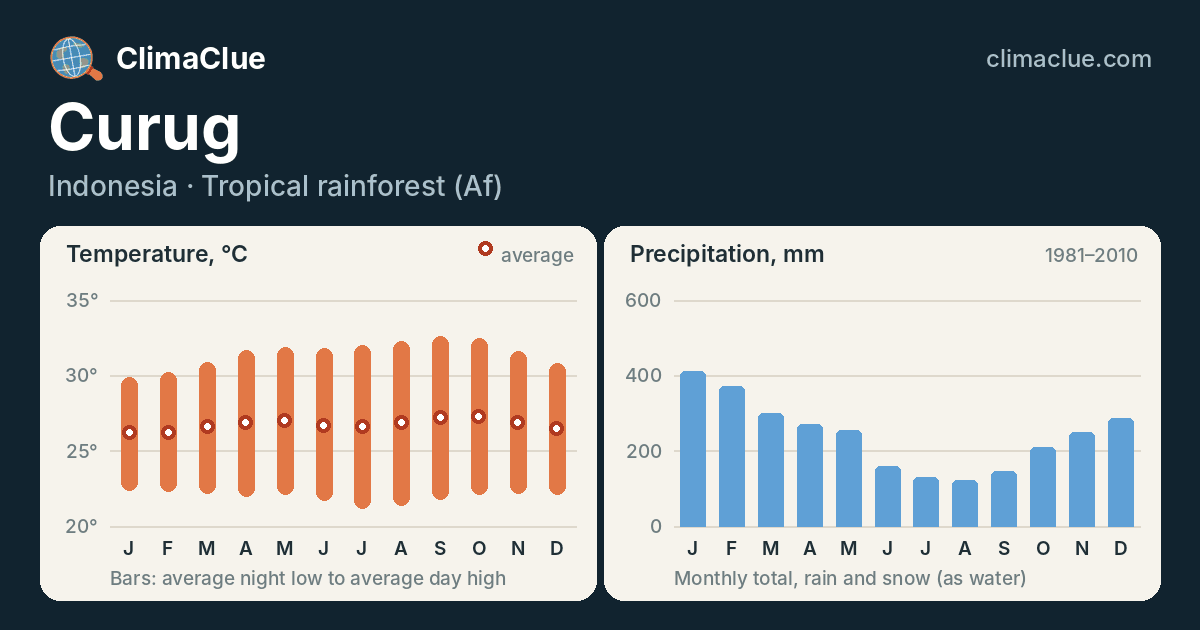 ClimaClue
climaclue.com
Curug
Indonesia · Tropical rainforest (Af)
Temperature, °C
average
35°
30°
25°
20°
J F M A M J J A S O N D
Bars: average night low to average day high
Precipitation, mm
1981–2010
600
400
200
0
J F M A M J J A S O N D
Monthly total, rain and snow (as water)